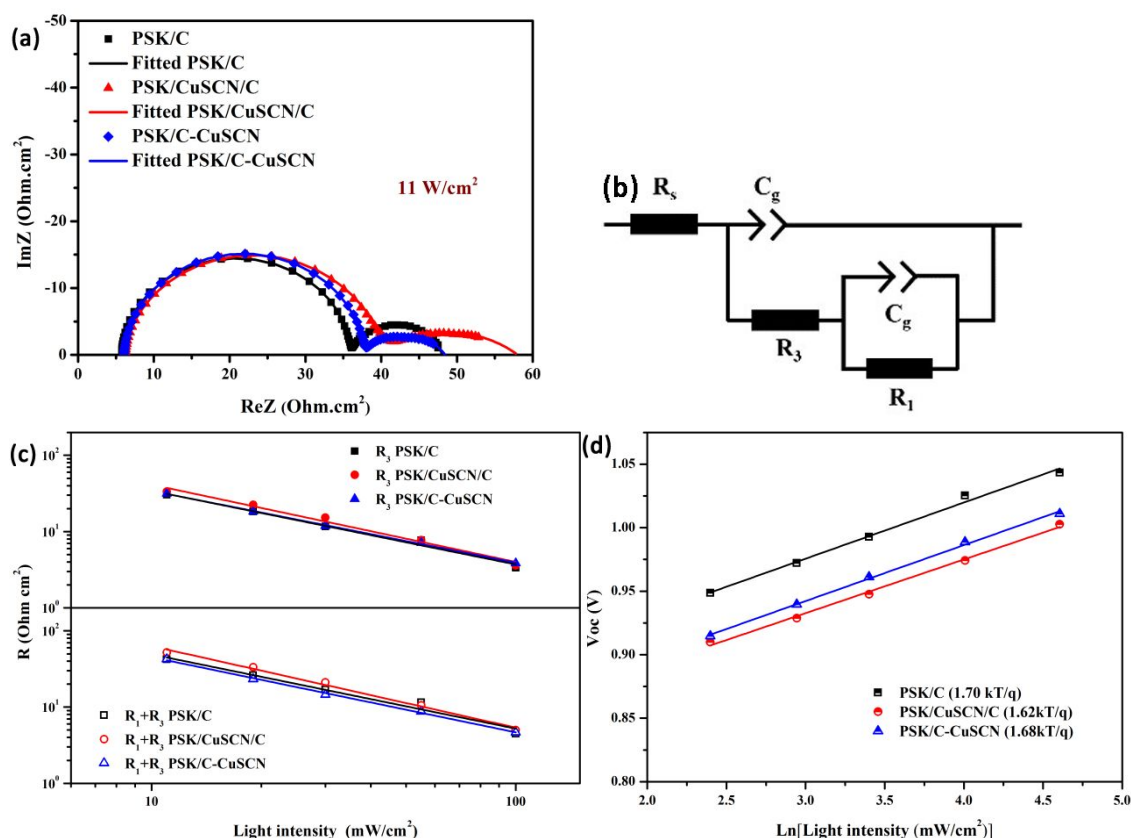 (a)
PSK/C
Fitted PSK/C
PSK/CuSCN/C
Fitted PSK/CuSCN/C
PSK/C-CuSCN
Fitted PSK/C-CuSCN
11 W/cm²
-50
-40
-30
-20
-10
0
ImZ (Ohm.cm²)
0 10 20 30 40 50 60
ReZ (Ohm.cm²)
(b)
Rs
Cg
Cg
R3
R1
(c)
R3 PSK/C
R3 PSK/CuSCN/C
R3 PSK/C-CuSCN
10²
10¹
10⁰
10²
10¹
10⁰
R (Ohm cm²)
R1+R3 PSK/C
R1+R3 PSK/CuSCN/C
R1+R3 PSK/C-CuSCN
10 100
Light intensity (mW/cm²)
(d)
1.05
1.00
0.95
0.90
0.85
0.80
Voc (V)
PSK/C (1.70 kT/q)
PSK/CuSCN/C (1.62kT/q)
PSK/C-CuSCN (1.68kT/q)
2.0 2.5 3.0 3.5 4.0 4.5 5.0
Ln[Light intensity (mW/cm²)]